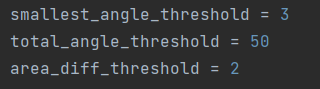 smallest_angle_threshold = 3
total_angle_threshold = 50
area_diff_threshold = 2